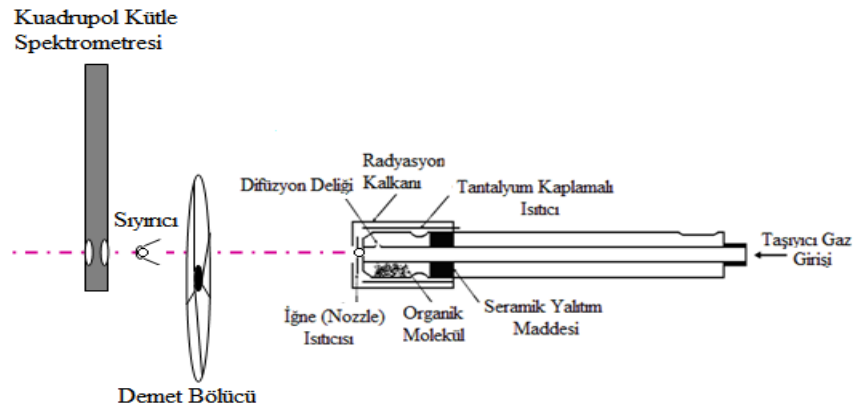 Kuadrupol Kütle
Spektrometresi
Sıyırıcı
Demet Bölücü
Difüzyon Deliği
Radyasyon
Kalkanı
Tantalyum Kaplamalı
Isıtıcı
Taşıyıcı Gaz
Girişi
İğne (Nozzle)
Isıtıcısı
Organik
Molekül
Seramik Yalıtım
Maddesi